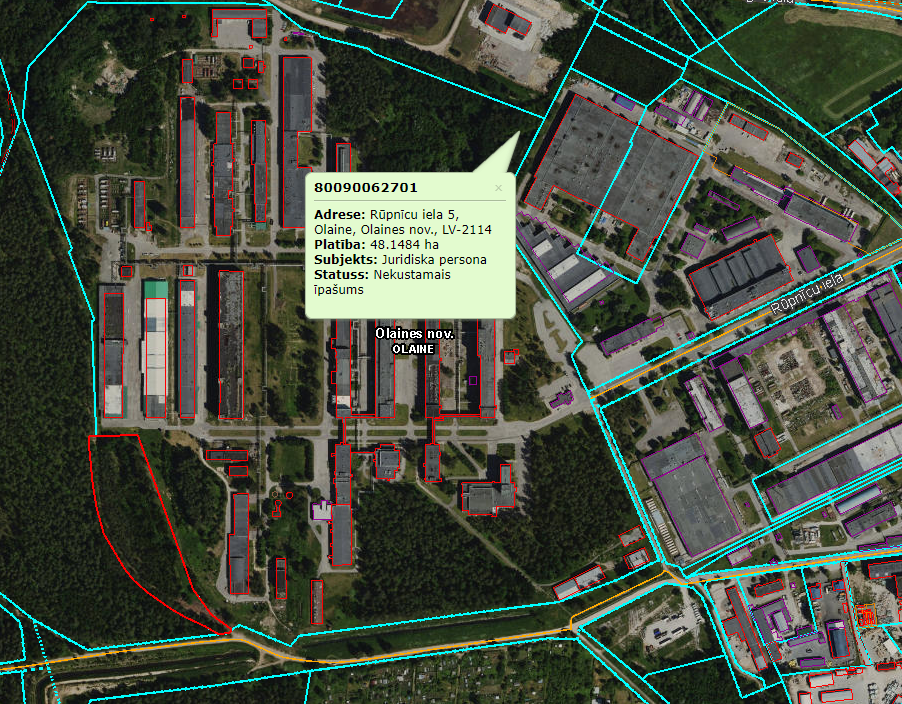 80090062701
×
Adrese: Rūpnīcu iela 5,
Olaine, Olaines nov., LV-2114
Platība: 48.1484 ha
Subjekts: Juridiska persona
Statuss: Nekustamais
īpašums
Rūpnīcu iela
Olaines nov.
OLAINE